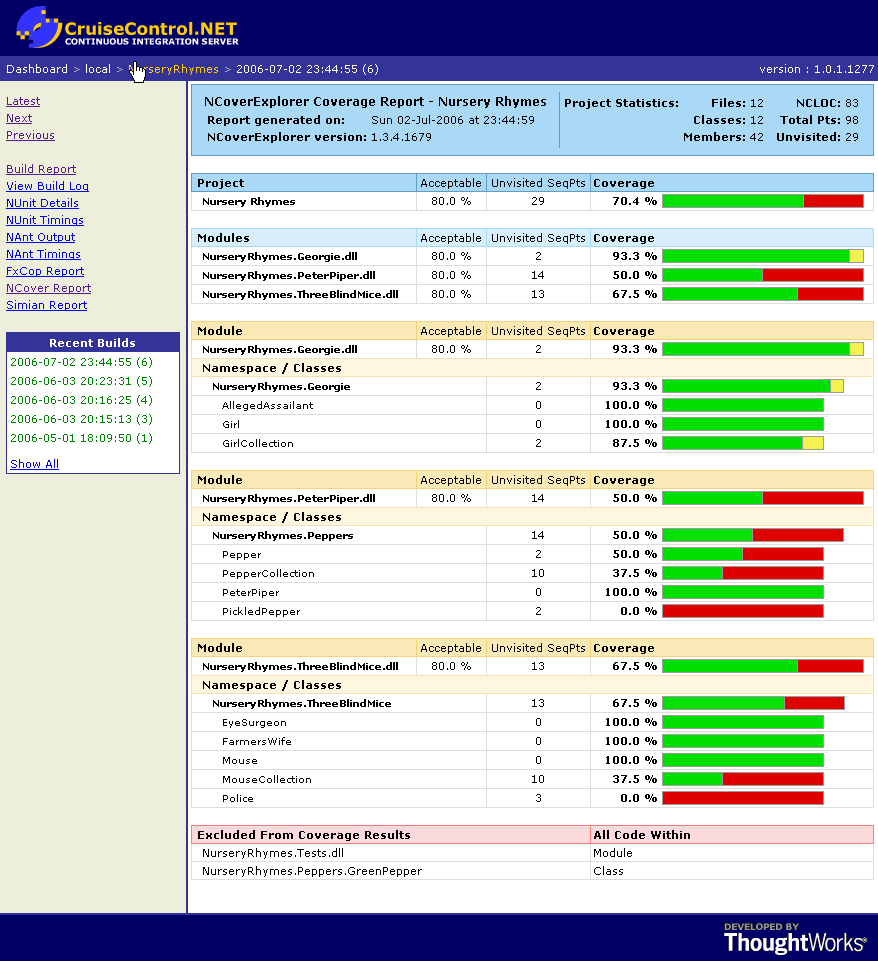 CruiseControl.NET
CONTINUOUS INTEGRATION SERVER
Dashboard > local > NurseryRhymes > 2006-07-02 23:44:55 (6)
version : 1.0.1.1277
Latest
Next
Previous
Build Report
View Build Log
NUnit Details
NUnit Timings
NAnt Output
NAnt Timings
FxCop Report
NCover Report
Simian Report
Recent Builds
2006-07-02 23:44:55 (6)
2006-06-03 20:23:31 (5)
2006-06-03 20:16:25 (4)
2006-06-03 20:15:13 (3)
2006-05-01 18:09:50 (1)
Show All
NCoverExplorer Coverage Report - Nursery Rhymes
Report generated on: Sun 02-Jul-2006 at 23:44:59
NCoverExplorer version: 1.3.4.1679
Project Statistics: Files: 12 NCLOC: 83
Classes: 12 Total Pts: 98
Members: 42 Unvisited: 29
Project Acceptable Unvisited SeqPts Coverage
Nursery Rhymes 80.0 % 29 70.4 %
Modules Acceptable Unvisited SeqPts Coverage
NurseryRhymes.Georgie.dll 80.0 % 2 93.3 %
NurseryRhymes.PeterPiper.dll 80.0 % 14 50.0 %
NurseryRhymes.ThreeBlindMice.dll 80.0 % 13 67.5 %
Module Acceptable Unvisited SeqPts Coverage
NurseryRhymes.Georgie.dll 80.0 % 2 93.3 %
Namespace / Classes
NurseryRhymes.Georgie 2 93.3 %
AllegedAssailant 0 100.0 %
Girl 0 100.0 %
GirlCollection 2 87.5 %
Module Acceptable Unvisited SeqPts Coverage
NurseryRhymes.PeterPiper.dll 80.0 % 14 50.0 %
Namespace / Classes
NurseryRhymes.Peppers 14 50.0 %
Pepper 2 50.0 %
PepperCollection 10 37.5 %
PeterPiper 0 100.0 %
PickledPepper 2 0.0 %
Module Acceptable Unvisited SeqPts Coverage
NurseryRhymes.ThreeBlindMice.dll 80.0 % 13 67.5 %
Namespace / Classes
NurseryRhymes.ThreeBlindMice 13 67.5 %
EyeSurgeon 0 100.0 %
FarmersWife 0 100.0 %
Mouse 0 100.0 %
MouseCollection 10 37.5 %
Police 3 0.0 %
Excluded From Coverage Results All Code Within
NurseryRhymes.Tests.dll Module
NurseryRhymes.Peppers.GreenPepper Class
DEVELOPED BY
ThoughtWorks®